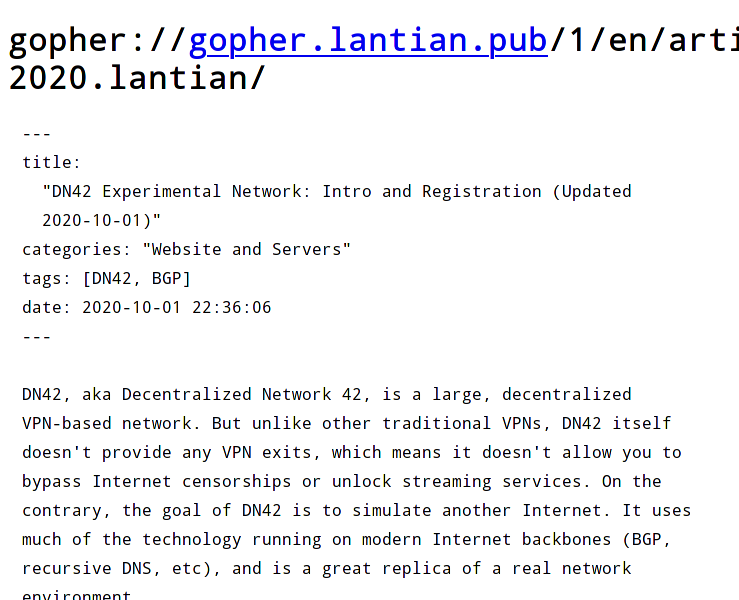 gopher://gopher.lantian.pub/1/en/arti
2020.lantian/
---
title:
"DN42 Experimental Network: Intro and Registration (Updated
2020-10-01)"
categories: "Website and Servers"
tags: [DN42, BGP]
date: 2020-10-01 22:36:06
---
DN42, aka Decentralized Network 42, is a large, decentralized
VPN-based network. But unlike other traditional VPNs, DN42 itself
doesn't provide any VPN exits, which means it doesn't allow you to
bypass Internet censorships or unlock streaming services. On the
contrary, the goal of DN42 is to simulate another Internet. It uses
much of the technology running on modern Internet backbones (BGP,
recursive DNS, etc), and is a great replica of a real network
environment.